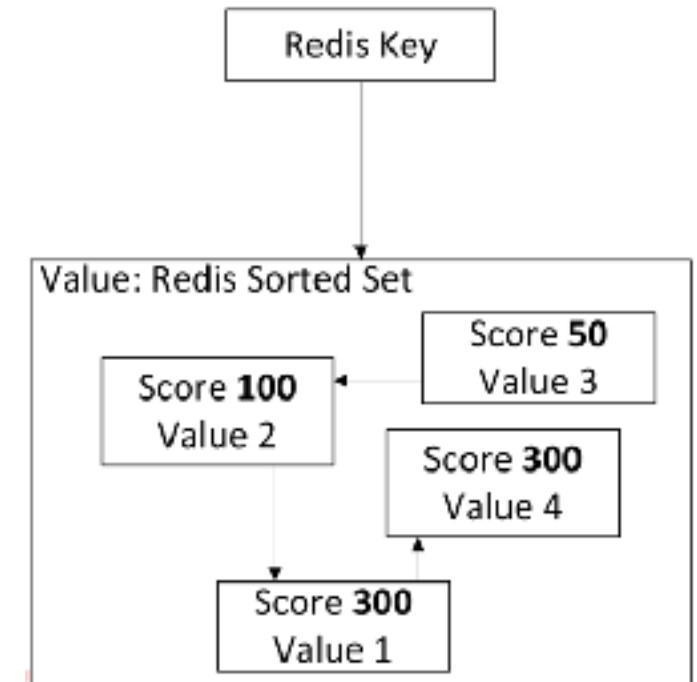 Redis Key
Value: Redis Sorted Set
Score 50
Value 3
Score 100
Value 2
Score 300
Value 4
Score 300
Value 1